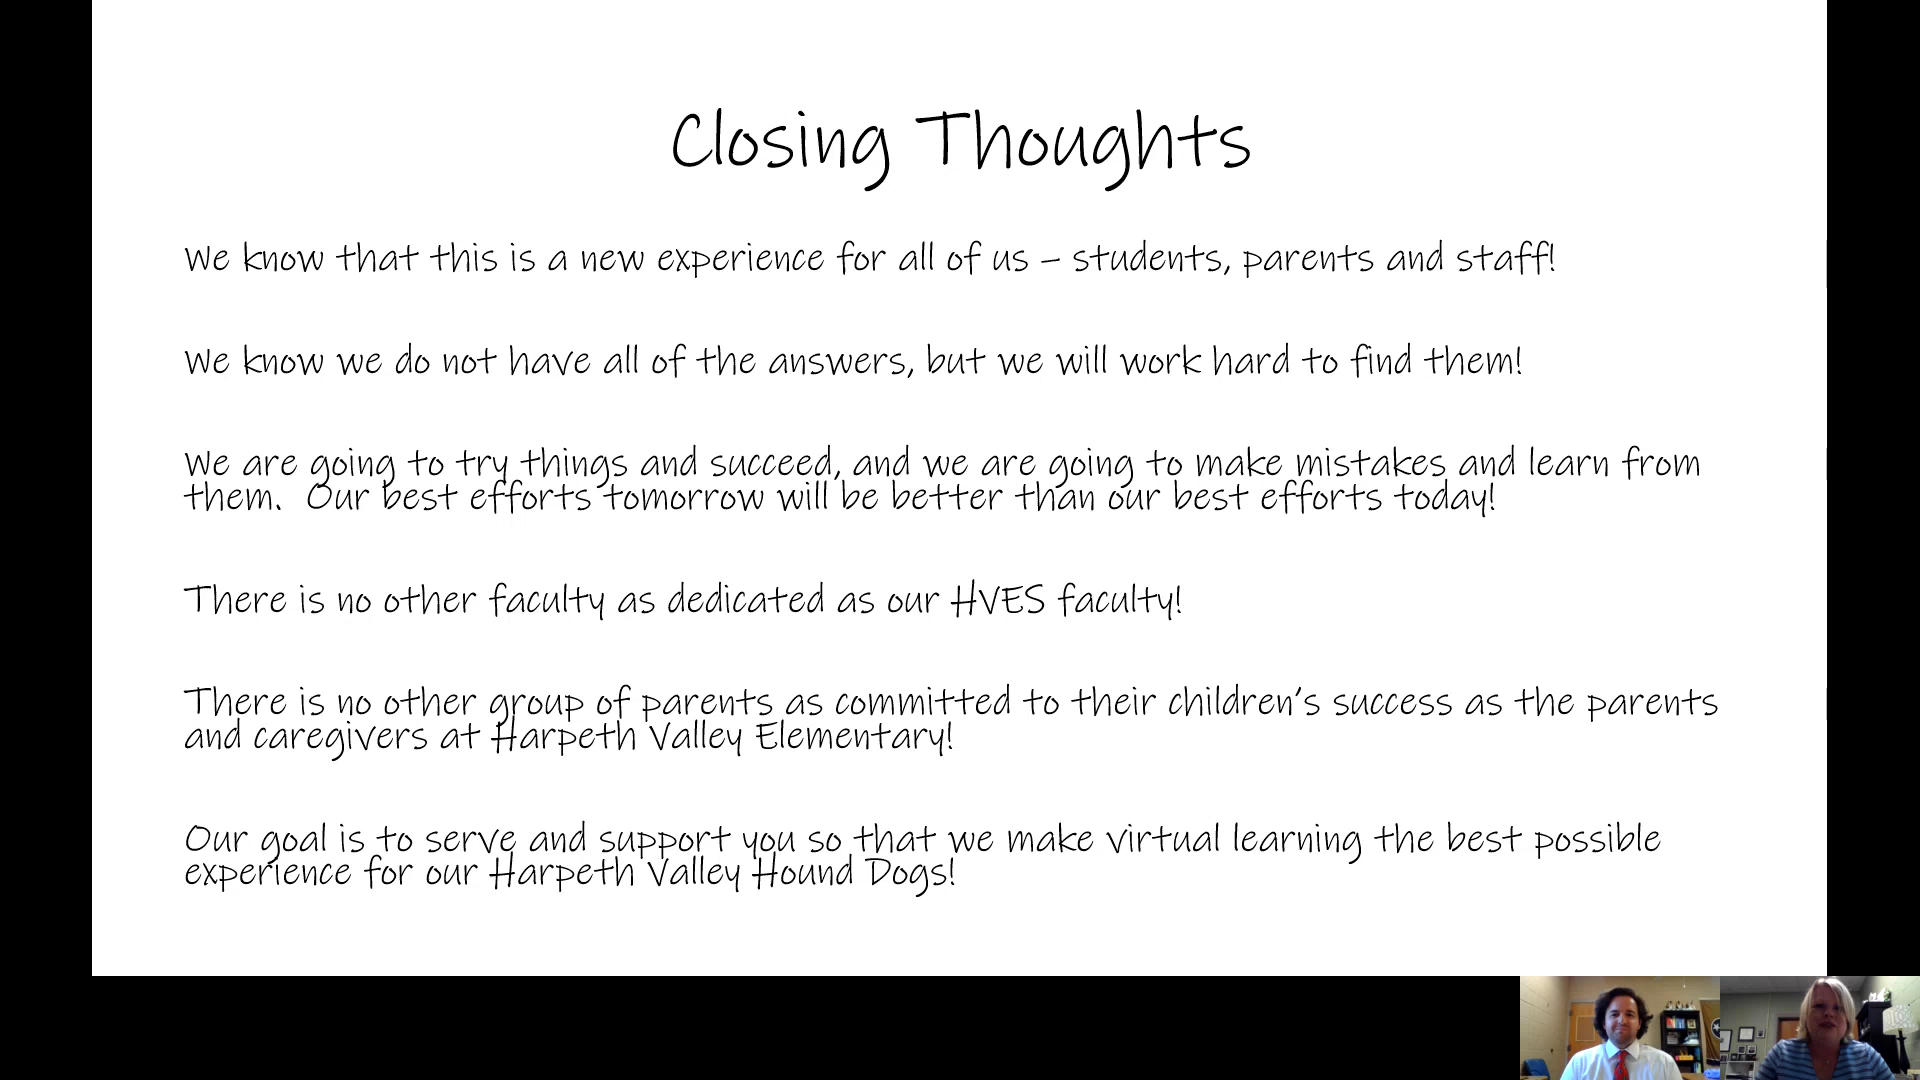 Closing Thoughts
We know that this is a new experience for all of us – students, parents and staff!
We know we do not have all of the answers, but we will work hard to find them!
We are going to try things and succeed, and we are going to make mistakes and learn from
them.  Our best efforts tomorrow will be better than our best efforts today!
There is no other faculty as dedicated as our HVES faculty!
There is no other group of parents as committed to their children’s success as the parents
and caregivers at Harpeth Valley Elementary!
Our goal is to serve and support you so that we make virtual learning the best possible
experience for our Harpeth Valley Hound Dogs!